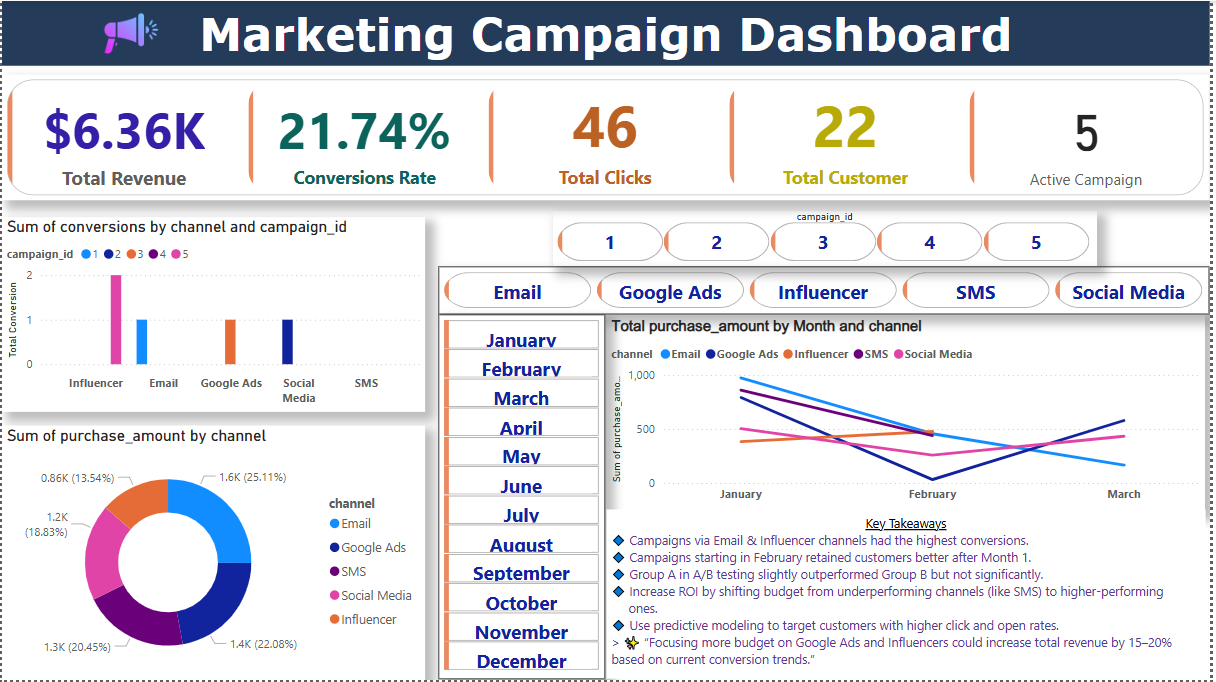 Marketing Campaign Dashboard
$6.36K
Total Revenue
21.74%
Conversions Rate
46
Total Clicks
22
Total Customer
5
Active Campaign
Sum of conversions by channel and campaign_id
campaign_id 1 2 3 4 5
Total Conversion
2
1
0
Influencer Email Google Ads Social SMS
Media
Sum of purchase_amount by channel
0.86K (13.54%)
1.6K (25.11%)
1.2K
(18.83%)
1.3K (20.45%)
1.4K (22.08%)
channel
Email
Google Ads
SMS
Social Media
Influencer
campaign_id
1 2 3 4 5
Email Google Ads Influencer SMS Social Media
January
February
March
April
May
June
July
August
September
October
November
December
Total purchase_amount by Month and channel
channel Email Google Ads Influencer SMS Social Media
Sum of purchase_amo...
1,000
500
0
January February March
Key Takeaways
Campaigns via Email & Influencer channels had the highest conversions.
Campaigns starting in February retained customers better after Month 1.
Group A in A/B testing slightly outperformed Group B but not significantly.
Increase ROI by shifting budget from underperforming channels (like SMS) to higher-performing
ones.
Use predictive modeling to target customers with higher click and open rates.
> ✨ "Focusing more budget on Google Ads and Influencers could increase total revenue by 15–20%
based on current conversion trends."